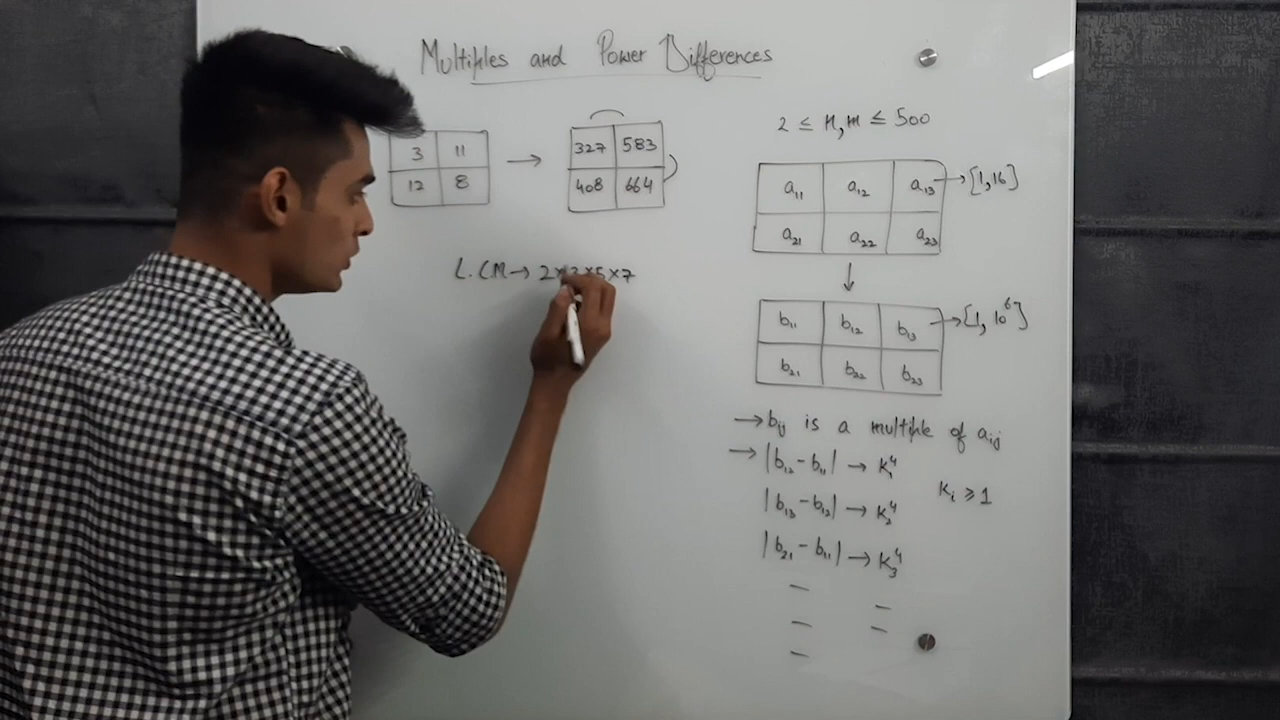 Multiples and Power Differences
3 11
12 8
→
327 583
408 664
L.CM → 2×3×5×7
2 ≤ n,m ≤ 500
a₁₁ a₁₂ a₁₃ → [1,16]
a₂₁ a₂₂ a₂₃
↓
b₁₁ b₁₂ b₁₃ → [1, 10⁶]
b₂₁ b₂₂ b₂₃
→ bij is a multiple of aij
→ |b₁₂ - b₁₁| → K₁⁴
Ki ≥ 1
|b₁₃ - b₁₂| → K₂⁴
|b₂₁ - b₁₁| → K₃⁴